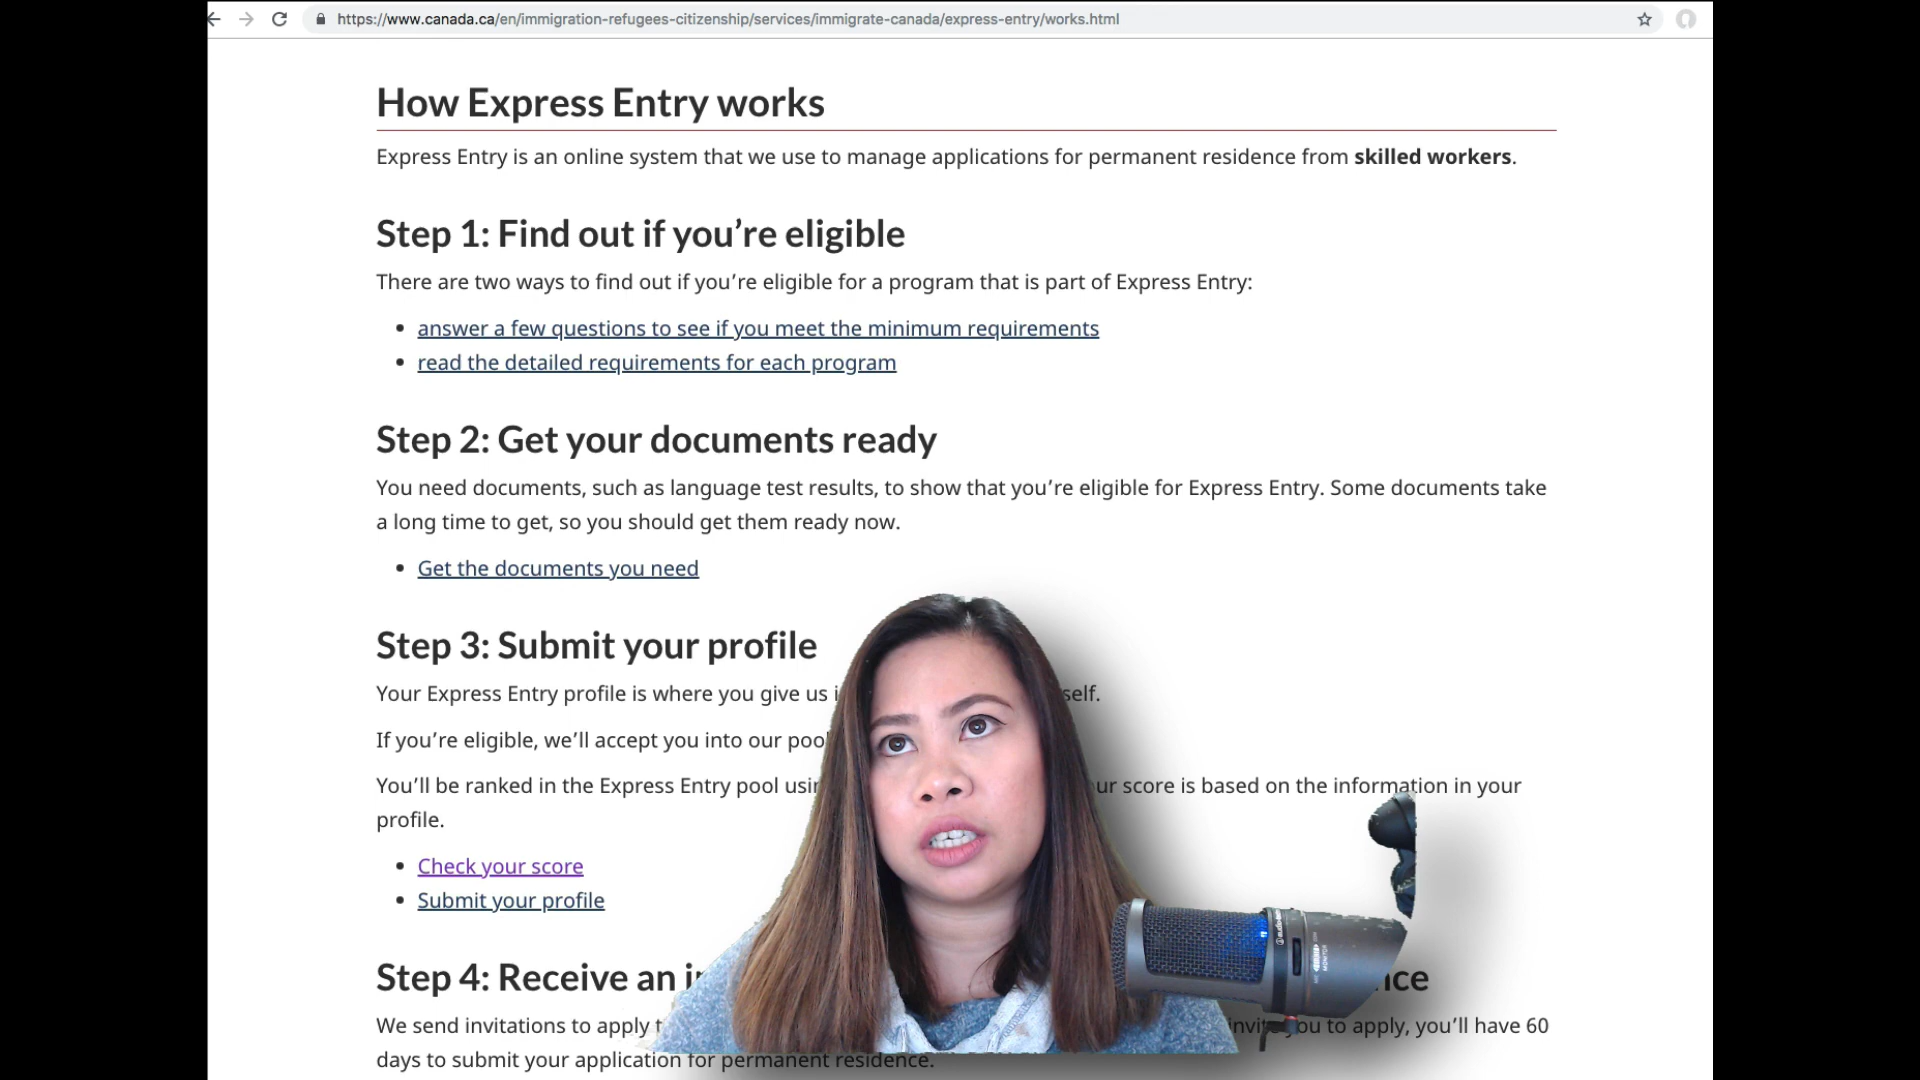 https://www.canada.ca/en/immigration-refugees-citizenship/services/immigrate-canada/express-entry/works.html
How Express Entry works
Express Entry is an online system that we use to manage applications for permanent residence from skilled workers.
Step 1: Find out if you’re eligible
There are two ways to find out if you’re eligible for a program that is part of Express Entry:
• answer a few questions to see if you meet the minimum requirements
• read the detailed requirements for each program
Step 2: Get your documents ready
You need documents, such as language test results, to show that you’re eligible for Express Entry. Some documents take
a long time to get, so you should get them ready now.
• Get the documents you need
Step 3: Submit your profile
Your Express Entry profile is where you give us self.
If you’re eligible, we’ll accept you into our pool
You’ll be ranked in the Express Entry pool score is based on the information in your
profile.
• Check your score
• Submit your profile
Step 4: Receive an
We send invitations to apply you to apply, you’ll have 60
days to submit your application for permanent residence.